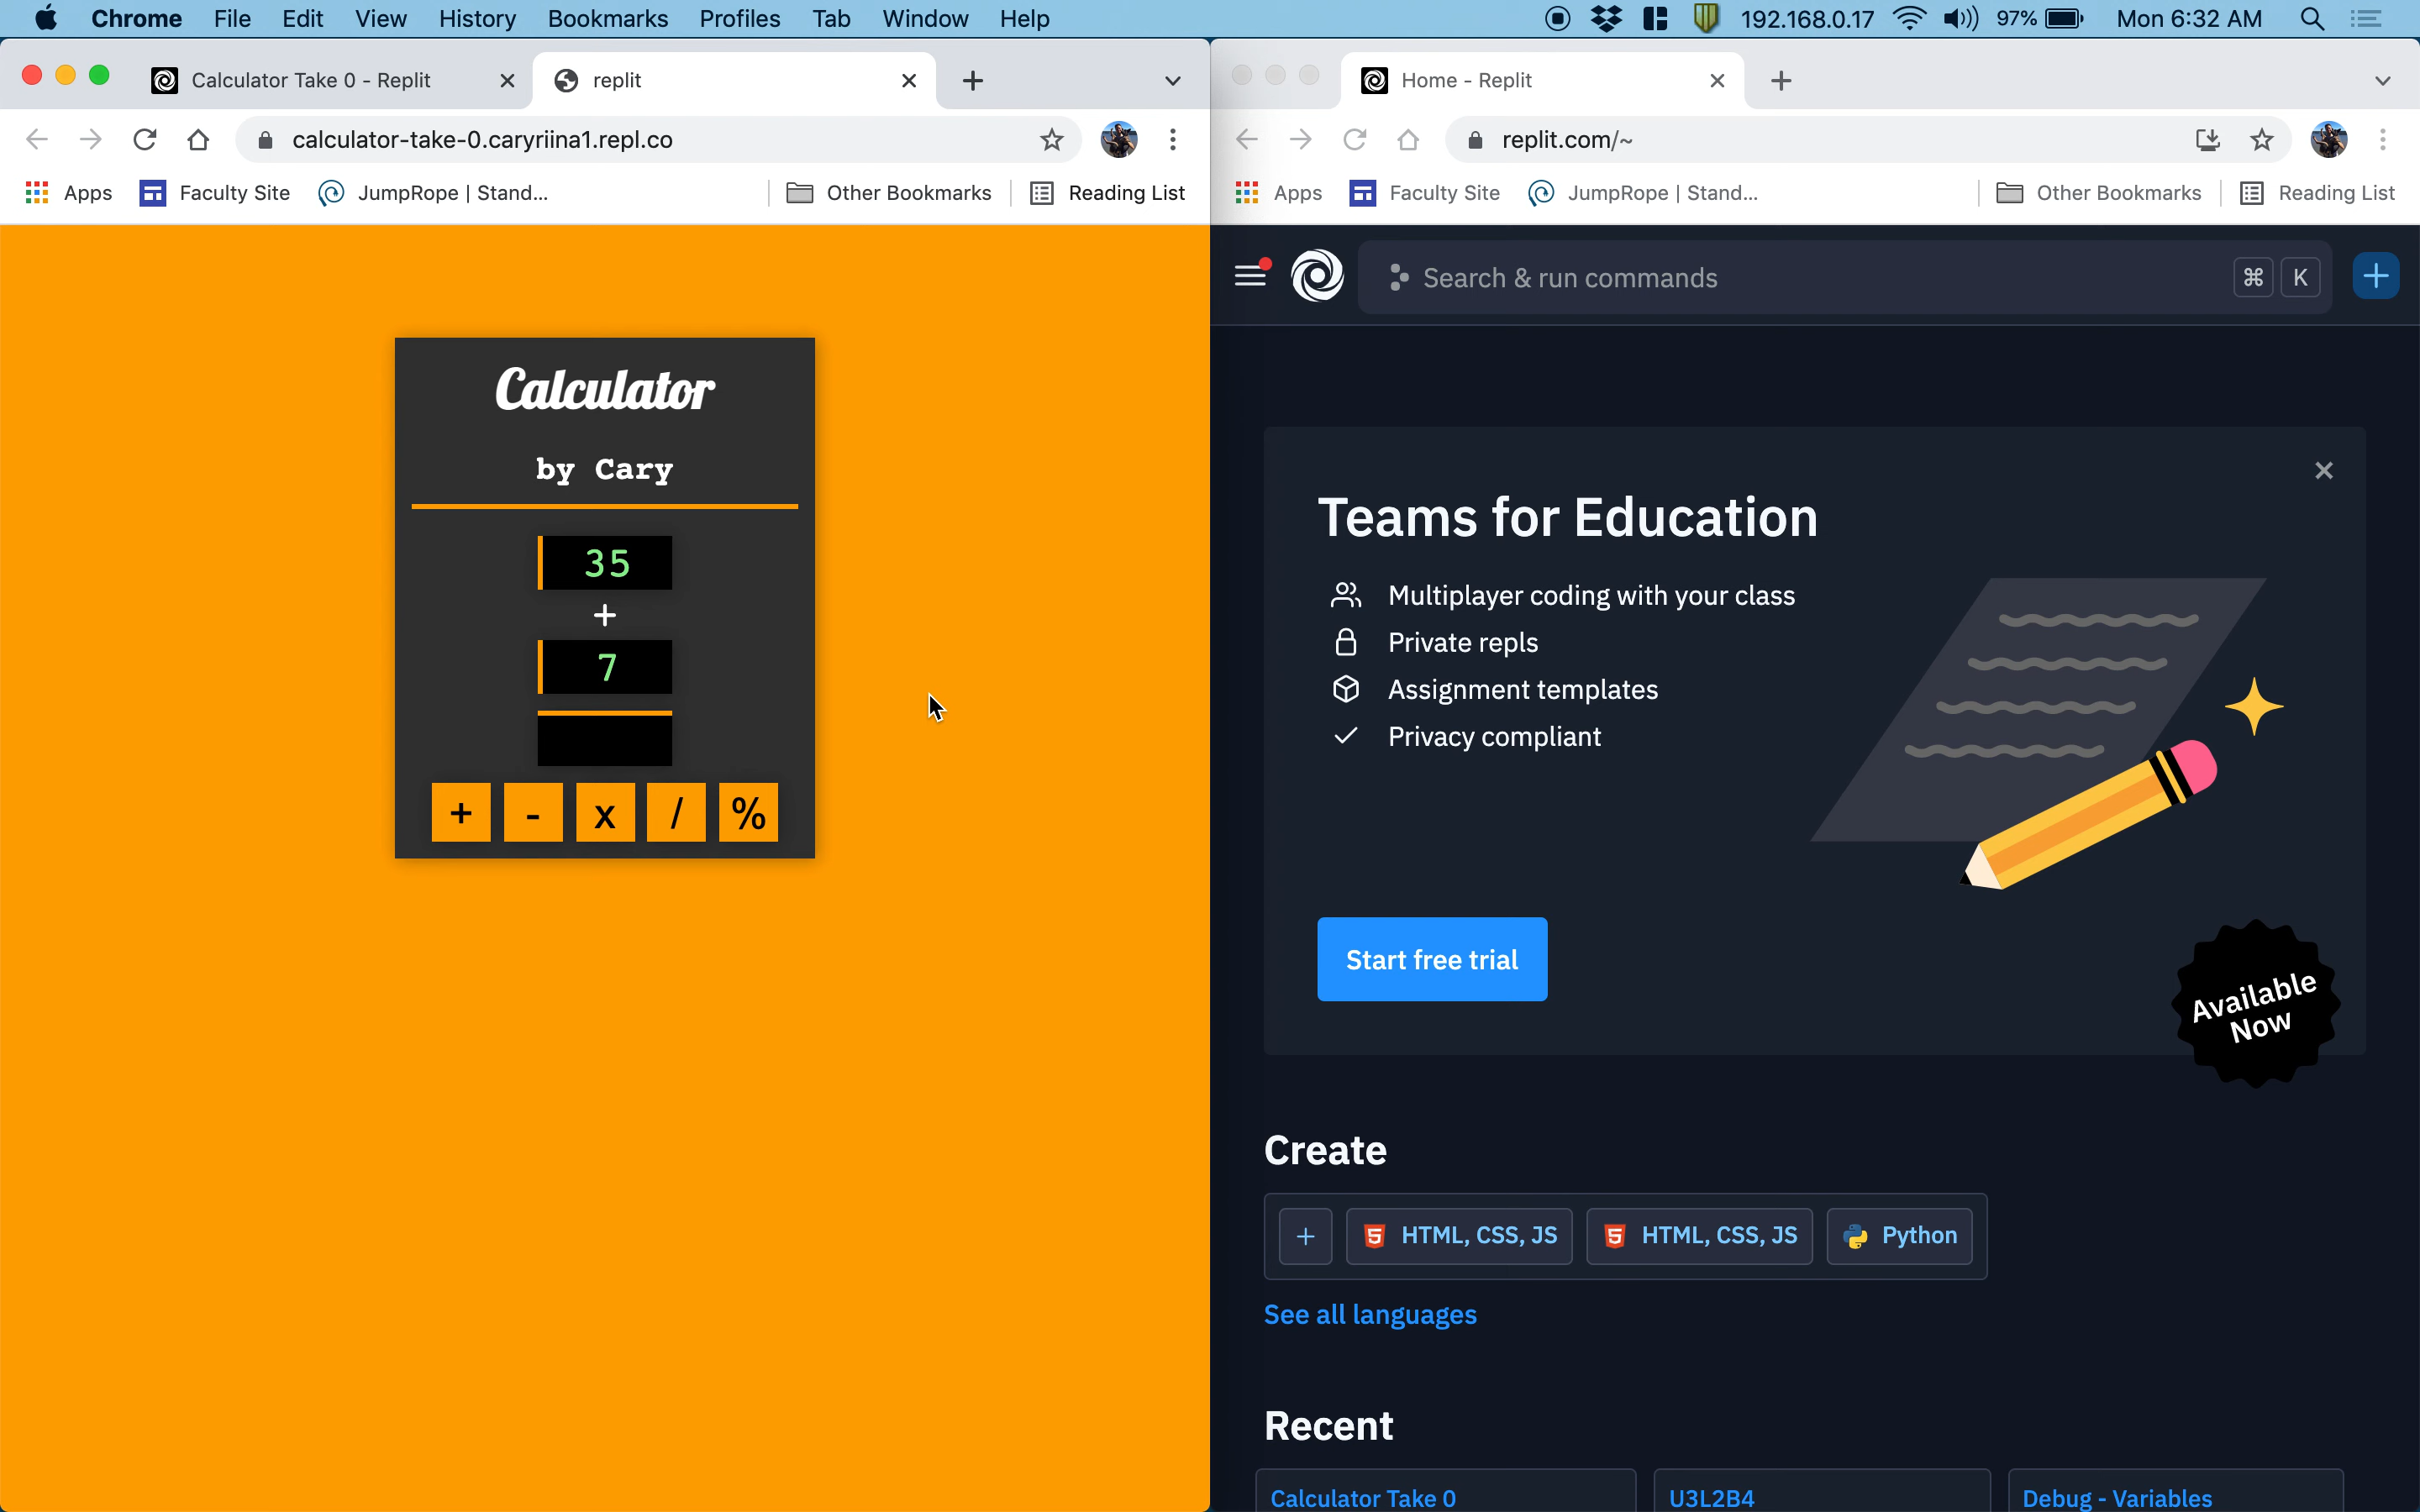 Chrome File Edit View History Bookmarks Profiles Tab Window Help 192.168.0.17 97% Mon 6:32 AM
Calculator Take 0 - Replit
replit
calculator-take-0.caryriina1.repl.co
Apps Faculty Site JumpRope | Stand... Other Bookmarks Reading List
Calculator
by Cary
35
+
7
+ - x / %
Home - Replit
replit.com/~
Apps Faculty Site JumpRope | Stand... Other Bookmarks Reading List
Search & run commands ⌘ K
Teams for Education
Multiplayer coding with your class
Private repls
Assignment templates
Privacy compliant
Start free trial
Available
Now
Create
+ HTML, CSS, JS HTML, CSS, JS Python
See all languages
Recent
Calculator Take 0 U3L2B4 Debug - Variables